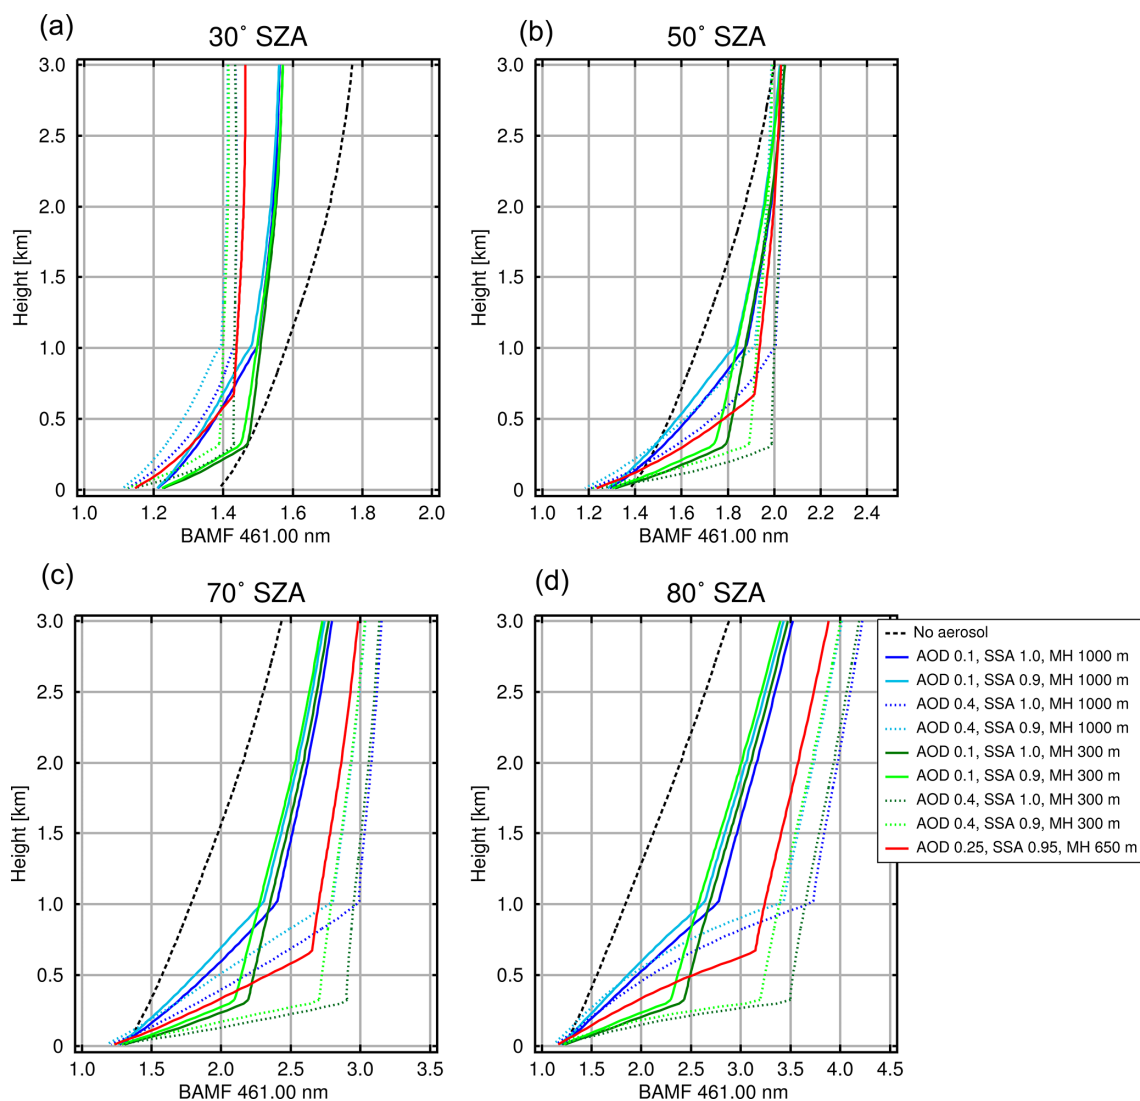 (a)
30° SZA
3.0
2.5
2.0
1.5
1.0
0.5
0
Height [km]
1.0 1.2 1.4 1.6 1.8 2.0
BAMF 461.00 nm
(b)
50° SZA
3.0
2.5
2.0
1.5
1.0
0.5
0
Height [km]
1.0 1.2 1.4 1.6 1.8 2.0 2.2 2.4
BAMF 461.00 nm
(c)
70° SZA
3.0
2.5
2.0
1.5
1.0
0.5
0
Height [km]
1.0 1.5 2.0 2.5 3.0 3.5
BAMF 461.00 nm
(d)
80° SZA
3.0
2.5
2.0
1.5
1.0
0.5
0
Height [km]
1.0 1.5 2.0 2.5 3.0 3.5 4.0 4.5
BAMF 461.00 nm
No aerosol
AOD 0.1, SSA 1.0, MH 1000 m
AOD 0.1, SSA 0.9, MH 1000 m
AOD 0.4, SSA 1.0, MH 1000 m
AOD 0.4, SSA 0.9, MH 1000 m
AOD 0.1, SSA 1.0, MH 300 m
AOD 0.1, SSA 0.9, MH 300 m
AOD 0.4, SSA 1.0, MH 300 m
AOD 0.4, SSA 0.9, MH 300 m
AOD 0.25, SSA 0.95, MH 650 m